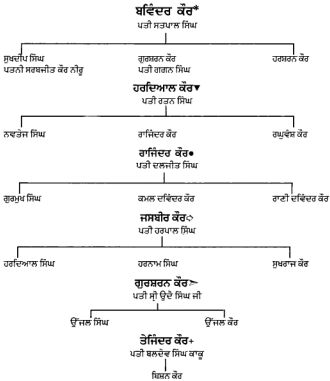 ਬਵਿੰਦਰ ਕੌਰ*
ਪਤੀ ਸਤਪਾਲ ਸਿੰਘ
ਸੁਖਦੀਪ ਸਿੰਘ ਗੁਰਸ਼ਰਨ ਕੌਰ ਹਰਸ਼ਰਨ ਕੌਰ
ਪਤਨੀ ਸਰਬਜੀਤ ਕੌਰ ਨੀਰੂ ਪਤੀ ਗਗਨ ਸਿੰਘ
ਹਰਦਿਆਲ ਕੌਰ▼
ਪਤੀ ਰਤਨ ਸਿੰਘ
ਨਵਤੇਜ ਸਿੰਘ ਰਾਜਿੰਦਰ ਕੌਰ ਰਘੁਵੰਸ਼ ਕੌਰ
ਰਾਜਿੰਦਰ ਕੌਰ●
ਪਤੀ ਦਲਜੀਤ ਸਿੰਘ
ਗੁਰਮੁਖ ਸਿੰਘ ਕਮਲ ਦਵਿੰਦਰ ਕੌਰ ਰਾਣੀ ਦਵਿੰਦਰ ਕੌਰ
ਜਸਬੀਰ ਕੌਰ➪
ਪਤੀ ਹਰਪਾਲ ਸਿੰਘ
ਹਰਦਿਆਲ ਸਿੰਘ ਹਰਨਾਮ ਸਿੰਘ ਸੁਖਰਾਜ ਕੌਰ
ਗੁਰਸ਼ਰਨ ਕੌਰ➣
ਪਤੀ ਸ੍ਰੀ ਉਦੇ ਸਿੰਘ ਜੀ
ਉੱਜਲ ਸਿੰਘ ਉੱਜਲ ਕੌਰ
ਤੇਜਿੰਦਰ ਕੌਰ+
ਪਤੀ ਬਲਦੇਵ ਸਿੰਘ ਕਾਕੂ
ਬਿਸ਼ਨ ਕੌਰ